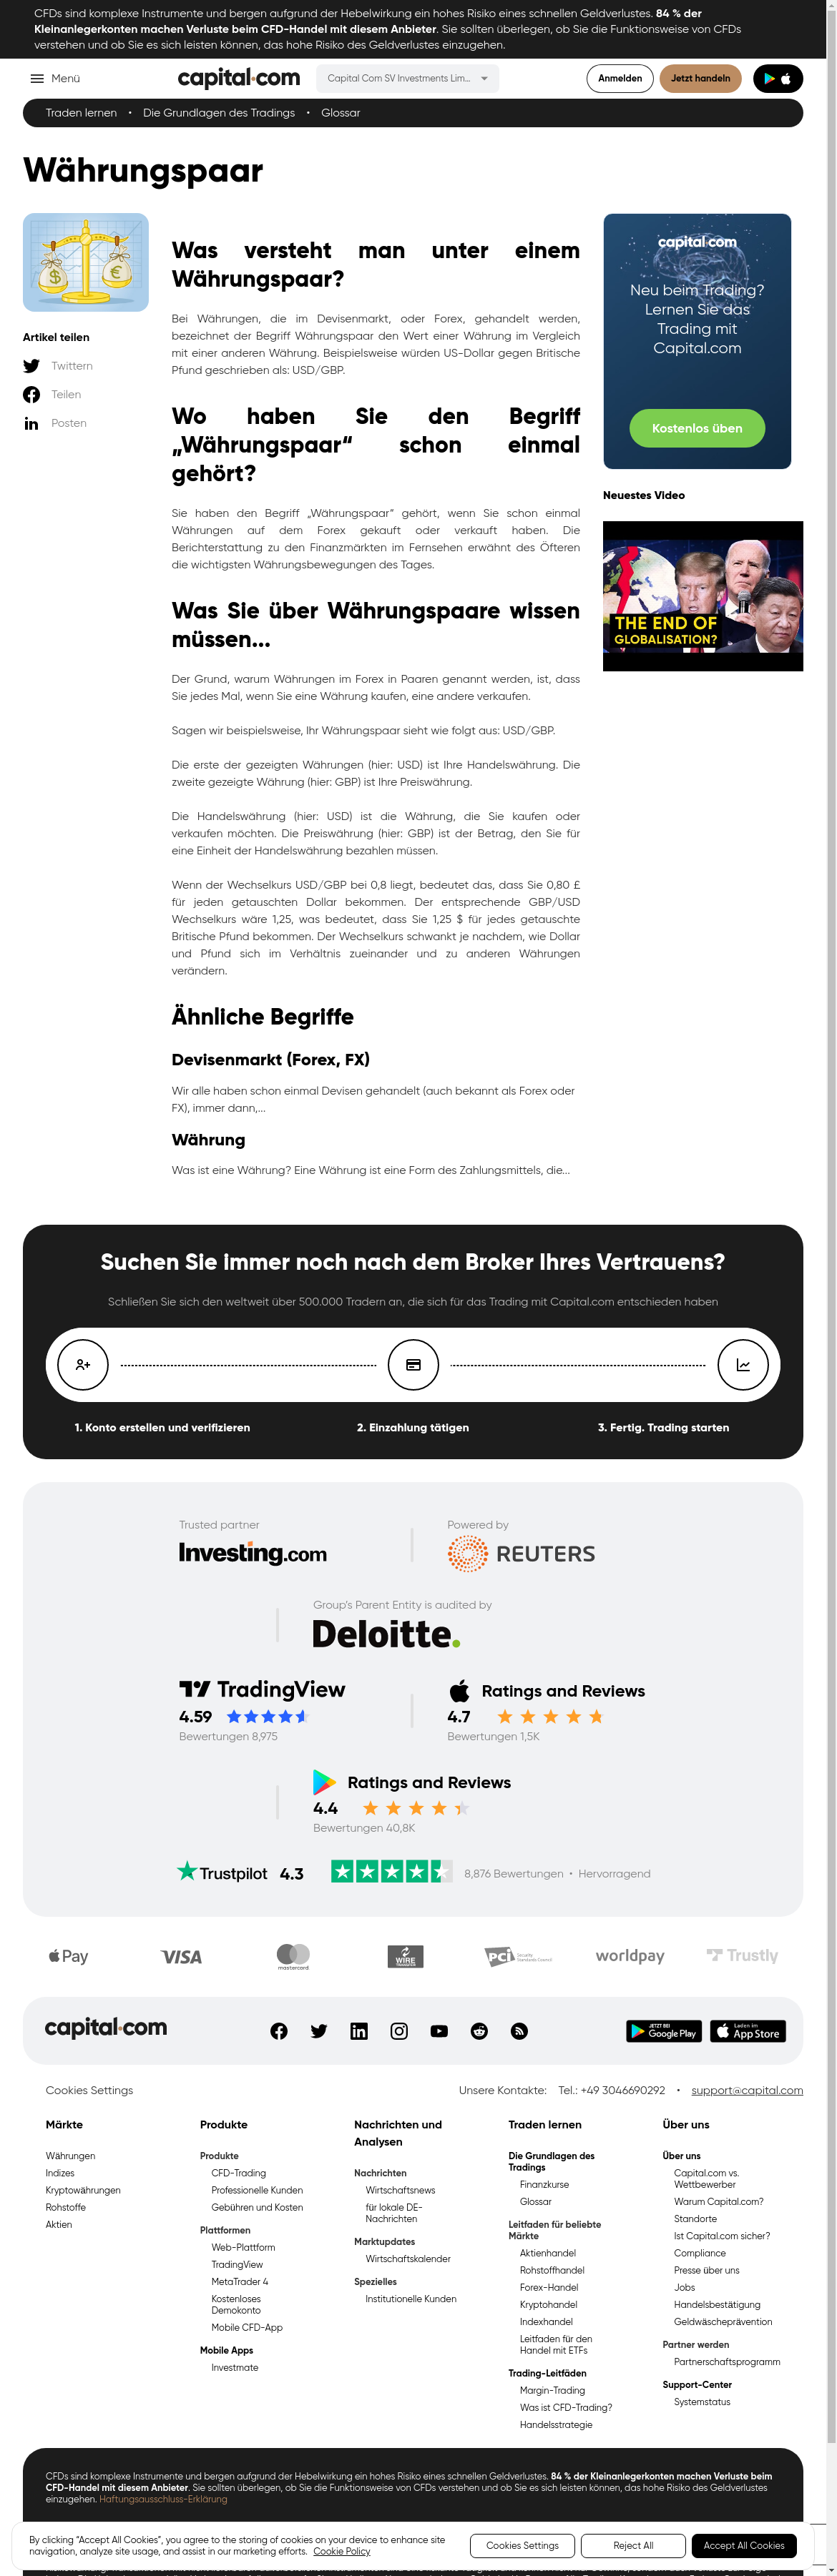 CFDs sind komplexe Instrumente und bergen aufgrund der Hebelwirkung ein hohes Risiko eines schnellen Geldverlustes. 84 % der
Kleinanlegerkonten machen Verluste beim CFD-Handel mit diesem Anbieter. Sie sollten überlegen, ob Sie die Funktionsweise von CFDs
verstehen und ob Sie es sich leisten können, das hohe Risiko des Geldverlustes einzugehen.
Menü
capital.com
Capital Com SV Investments Lim...
Anmelden
Jetzt handeln
Traden lernen • Die Grundlagen des Tradings • Glossar
Währungspaar
Artikel teilen
Twittern
Teilen
Posten
Was versteht man unter einem
Währungspaar?
Bei Währungen, die im Devisenmarkt, oder Forex, gehandelt werden,
bezeichnet der Begriff Währungspaar den Wert einer Währung im Vergleich
mit einer anderen Währung. Beispielsweise würden US-Dollar gegen Britische
Pfund geschrieben als: USD/GBP.
Wo haben Sie den Begriff
„Währungspaar“ schon einmal
gehört?
Sie haben den Begriff „Währungspaar“ gehört, wenn Sie schon einmal
Währungen auf dem Forex gekauft oder verkauft haben. Die
Berichterstattung zu den Finanzmärkten im Fernsehen erwähnt des Öfteren
die wichtigsten Währungsbewegungen des Tages.
Was Sie über Währungspaare wissen
müssen...
Der Grund, warum Währungen im Forex in Paaren genannt werden, ist, dass
Sie jedes Mal, wenn Sie eine Währung kaufen, eine andere verkaufen.
Sagen wir beispielsweise, Ihr Währungspaar sieht wie folgt aus: USD/GBP.
Die erste der gezeigten Währungen (hier: USD) ist Ihre Handelswährung. Die
zweite gezeigte Währung (hier: GBP) ist Ihre Preiswährung.
Die Handelswährung (hier: USD) ist die Währung, die Sie kaufen oder
verkaufen möchten. Die Preiswährung (hier: GBP) ist der Betrag, den Sie für
eine Einheit der Handelswährung bezahlen müssen.
Wenn der Wechselkurs USD/GBP bei 0,8 liegt, bedeutet das, dass Sie 0,80 £
für jeden getauschten Dollar bekommen. Der entsprechende GBP/USD
Wechselkurs wäre 1,25, was bedeutet, dass Sie 1,25 $ für jedes getauschte
Britische Pfund bekommen. Der Wechselkurs schwankt je nachdem, wie Dollar
und Pfund sich im Verhältnis zueinander und zu anderen Währungen
verändern.
Ähnliche Begriffe
Devisenmarkt (Forex, FX)
Wir alle haben schon einmal Devisen gehandelt (auch bekannt als Forex oder
FX), immer dann,...
Währung
Was ist eine Währung? Eine Währung ist eine Form des Zahlungsmittels, die...
capital.com
Neu beim Trading?
Lernen Sie das
Trading mit
Capital.com
Kostenlos üben
Neuestes Video
THE END OF
GLOBALISATION?
Suchen Sie immer noch nach dem Broker Ihres Vertrauens?
Schließen Sie sich den weltweit über 500.000 Tradern an, die sich für das Trading mit Capital.com entschieden haben
1. Konto erstellen und verifizieren
2. Einzahlung tätigen
3. Fertig. Trading starten
Trusted partner
Investing.com
Powered by
REUTERS
Group's Parent Entity is audited by
Deloitte.
TradingView
4.59
Bewertungen 8,975
Ratings and Reviews
4.7
Bewertungen 1,5K
Ratings and Reviews
4.4
Bewertungen 40,8K
Trustpilot 4.3 8,876 Bewertungen • Hervorragend
Pay
VISA
mastercard
WIRE
PCI Security Standards Council
worldpay
Trustly
capital.com
JETZT BEI
Google Play
Laden im
App Store
Cookies Settings
Unsere Kontakte: Tel.: +49 3046690292 • support@capital.com
Märkte
Währungen
Indizes
Kryptowährungen
Rohstoffe
Aktien
Produkte
Produkte
CFD-Trading
Professionelle Kunden
Gebühren und Kosten
Plattformen
Web-Plattform
TradingView
MetaTrader 4
Kostenloses
Demokonto
Mobile CFD-App
Mobile Apps
Investmate
Nachrichten und
Analysen
Nachrichten
Wirtschaftsnews
für lokale DE-
Nachrichten
Marktupdates
Wirtschaftskalender
Spezielles
Institutionelle Kunden
Traden lernen
Die Grundlagen des
Tradings
Finanzkurse
Glossar
Leitfaden für beliebte
Märkte
Aktienhandel
Rohstoffhandel
Forex-Handel
Kryptohandel
Indexhandel
Leitfaden für den
Handel mit ETFs
Trading-Leitfäden
Margin-Trading
Was ist CFD-Trading?
Handelsstrategie
Über uns
Über uns
Capital.com vs.
Wettbewerber
Warum Capital.com?
Standorte
Ist Capital.com sicher?
Compliance
Presse über uns
Jobs
Handelsbestätigung
Geldwäscheprävention
Partner werden
Partnerschaftsprogramm
Support-Center
Systemstatus
CFDs sind komplexe Instrumente und bergen aufgrund der Hebelwirkung ein hohes Risiko eines schnellen Geldverlustes. 84 % der Kleinanlegerkonten machen Verluste beim
CFD-Handel mit diesem Anbieter. Sie sollten überlegen, ob Sie die Funktionsweise von CFDs verstehen und ob Sie es sich leisten können, das hohe Risiko des Geldverlustes
einzugehen. Haftungsausschluss-Erklärung
By clicking “Accept All Cookies”, you agree to the storing of cookies on your device to enhance site
navigation, analyze site usage, and assist in our marketing efforts. Cookie Policy
Cookies Settings
Reject All
Accept All Cookies